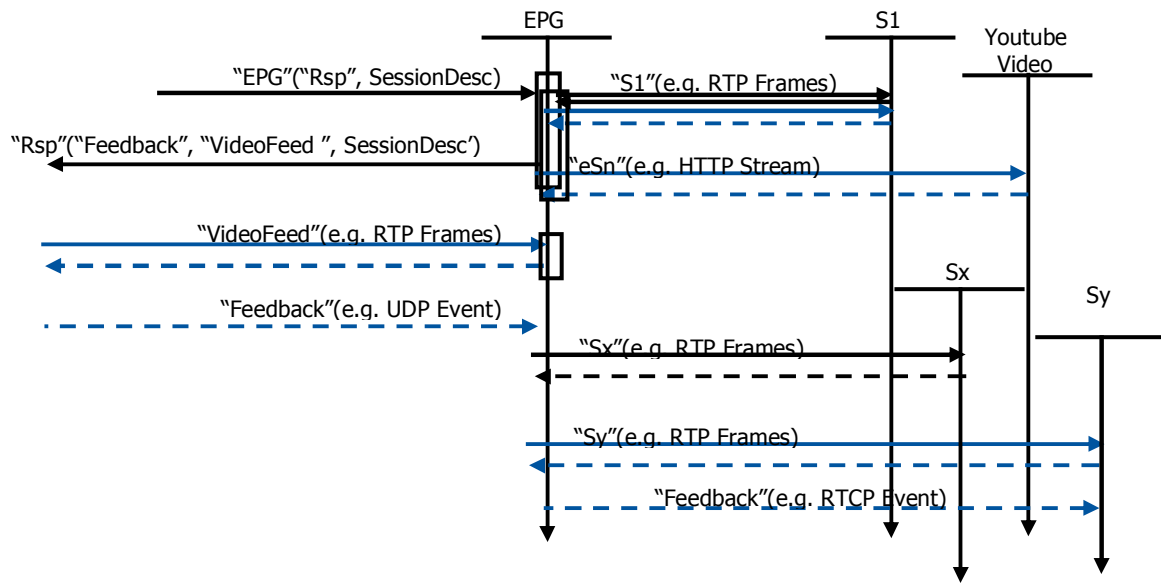 EPG
S1
Youtube
Video
“EPG”(“Rsp”, SessionDesc)
“S1”(e.g. RTP Frames)
“Rsp”(“Feedback”, “VideoFeed ”, SessionDesc’)
“eSn”(e.g. HTTP Stream)
“VideoFeed”(e.g. RTP Frames)
Sx
Sy
“Feedback”(e.g. UDP Event)
“Sx”(e.g. RTP Frames)
“Sy”(e.g. RTP Frames)
“Feedback”(e.g. RTCP Event)